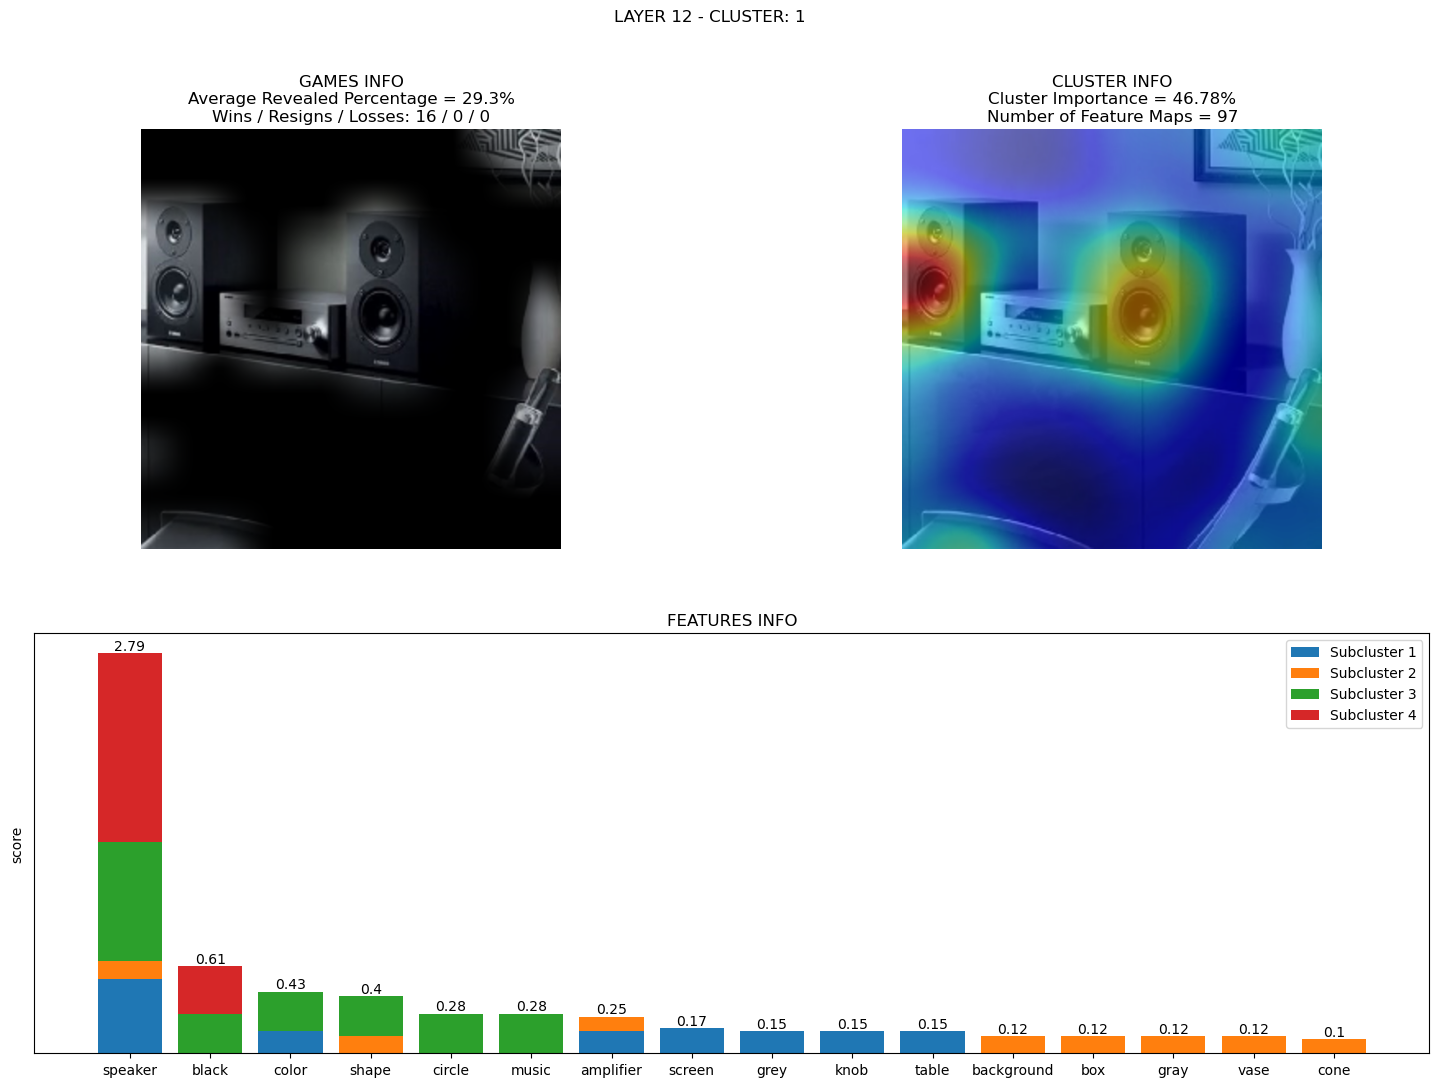 LAYER 12 - CLUSTER: 1
GAMES INFO
Average Revealed Percentage = 29.3%
Wins / Resigns / Losses: 16 / 0 / 0
CLUSTER INFO
Cluster Importance = 46.78%
Number of Feature Maps = 97
FEATURES INFO
score
2.79
0.61
0.43
0.4
0.28
0.28
0.25
0.17
0.15
0.15
0.15
0.12
0.12
0.12
0.12
0.1
Subcluster 1
Subcluster 2
Subcluster 3
Subcluster 4
speaker
black
color
shape
circle
music
amplifier
screen
grey
knob
table
background
box
gray
vase
cone